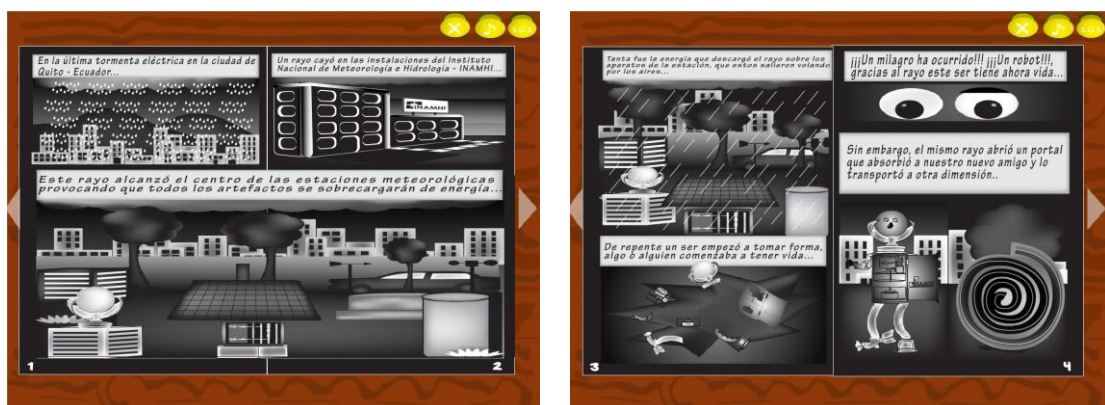 S.O.S
En la última tormenta eléctrica en la ciudad de
Quito - Ecuador...
Un rayo cayó en las instalaciones del Instituto
Nacional de Meteorología e Hidrología - INAMHI...
INAMHI
Este rayo alcanzó el centro de las estaciones meteorológicas
provocando que todos los artefactos se sobrecargarán de energía...
1
2
S.O.S
Tanta fue la energía que descargó el rayo sobre los
aparatos de la estación, que estos salieron volando
por los aires...
De repente un ser empezó a tomar forma,
algo o alguien comenzaba a tener vida...
3
¡¡¡Un milagro ha ocurrido!!! ¡¡¡Un robot!!!,
gracias al rayo este ser tiene ahora vida...
Sin embargo, el mismo rayo abrió un portal
que absorbió a nuestro nuevo amigo y lo
transportó a otra dimensión..
INAMHI
4